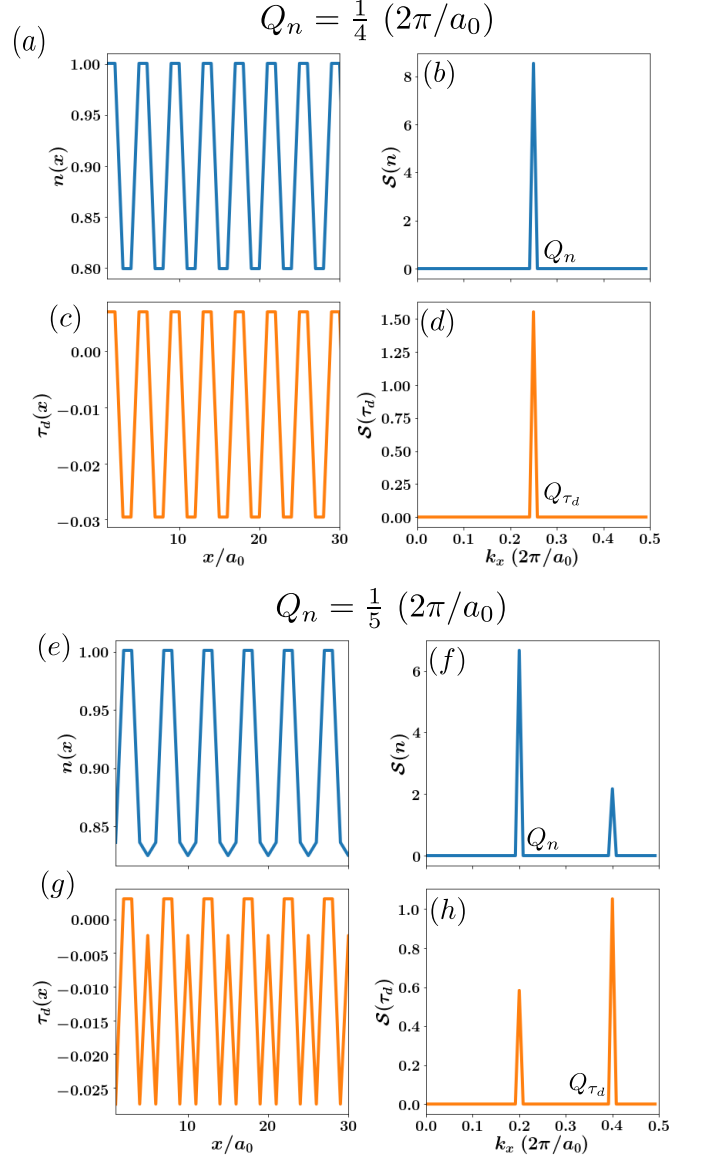 Q_n = 1/4 (2π/a_0)
(a)
1.00
0.95
0.90
0.85
0.80
n(x)
(b)
8
6
4
2
0
S(n)
Q_n
(c)
0.00
−0.01
−0.02
−0.03
τ_d(x)
10
20
30
x/a_0
(d)
1.50
1.25
1.00
0.75
0.50
0.25
0.00
S(τ_d)
Q_{τ_d}
0.0
0.1
0.2
0.3
0.4
0.5
k_x (2π/a_0)
Q_n = 1/5 (2π/a_0)
(e)
1.00
0.95
0.90
0.85
n(x)
(f)
6
4
2
0
S(n)
Q_n
(g)
0.000
−0.005
−0.010
−0.015
−0.020
−0.025
τ_d(x)
10
20
30
x/a_0
(h)
1.0
0.8
0.6
0.4
0.2
0.0
S(τ_d)
Q_{τ_d}
0.0
0.1
0.2
0.3
0.4
0.5
k_x (2π/a_0)